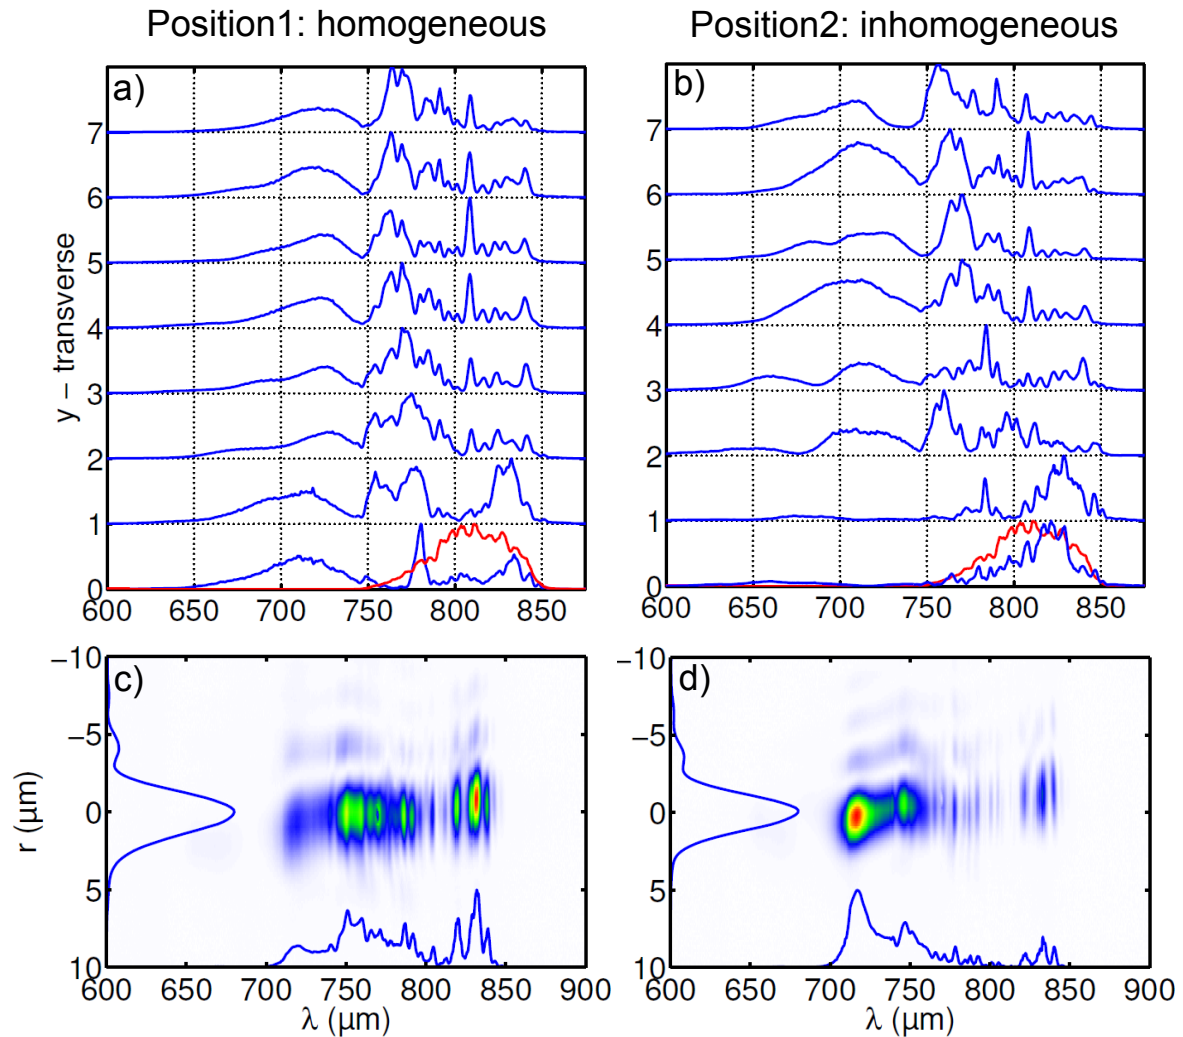 Position1: homogeneous
Position2: inhomogeneous
a)
b)
y – transverse
7
6
5
4
3
2
1
0
600 650 700 750 800 850
7
6
5
4
3
2
1
0
600 650 700 750 800 850
c)
d)
r (μm)
−10
−5
0
5
10
600 650 700 750 800 850 900
λ (μm)
−10
−5
0
5
10
600 650 700 750 800 850 900
λ (μm)